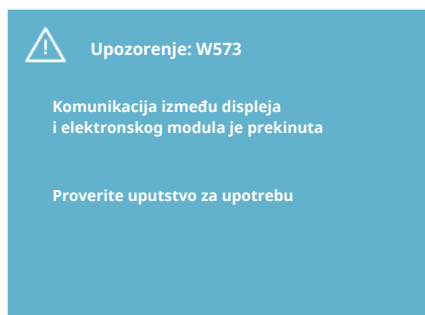 Upozorenje: W573
Komunikacija između displeja
i elektronskog modula je prekinuta
Proverite uputstvo za upotrebu